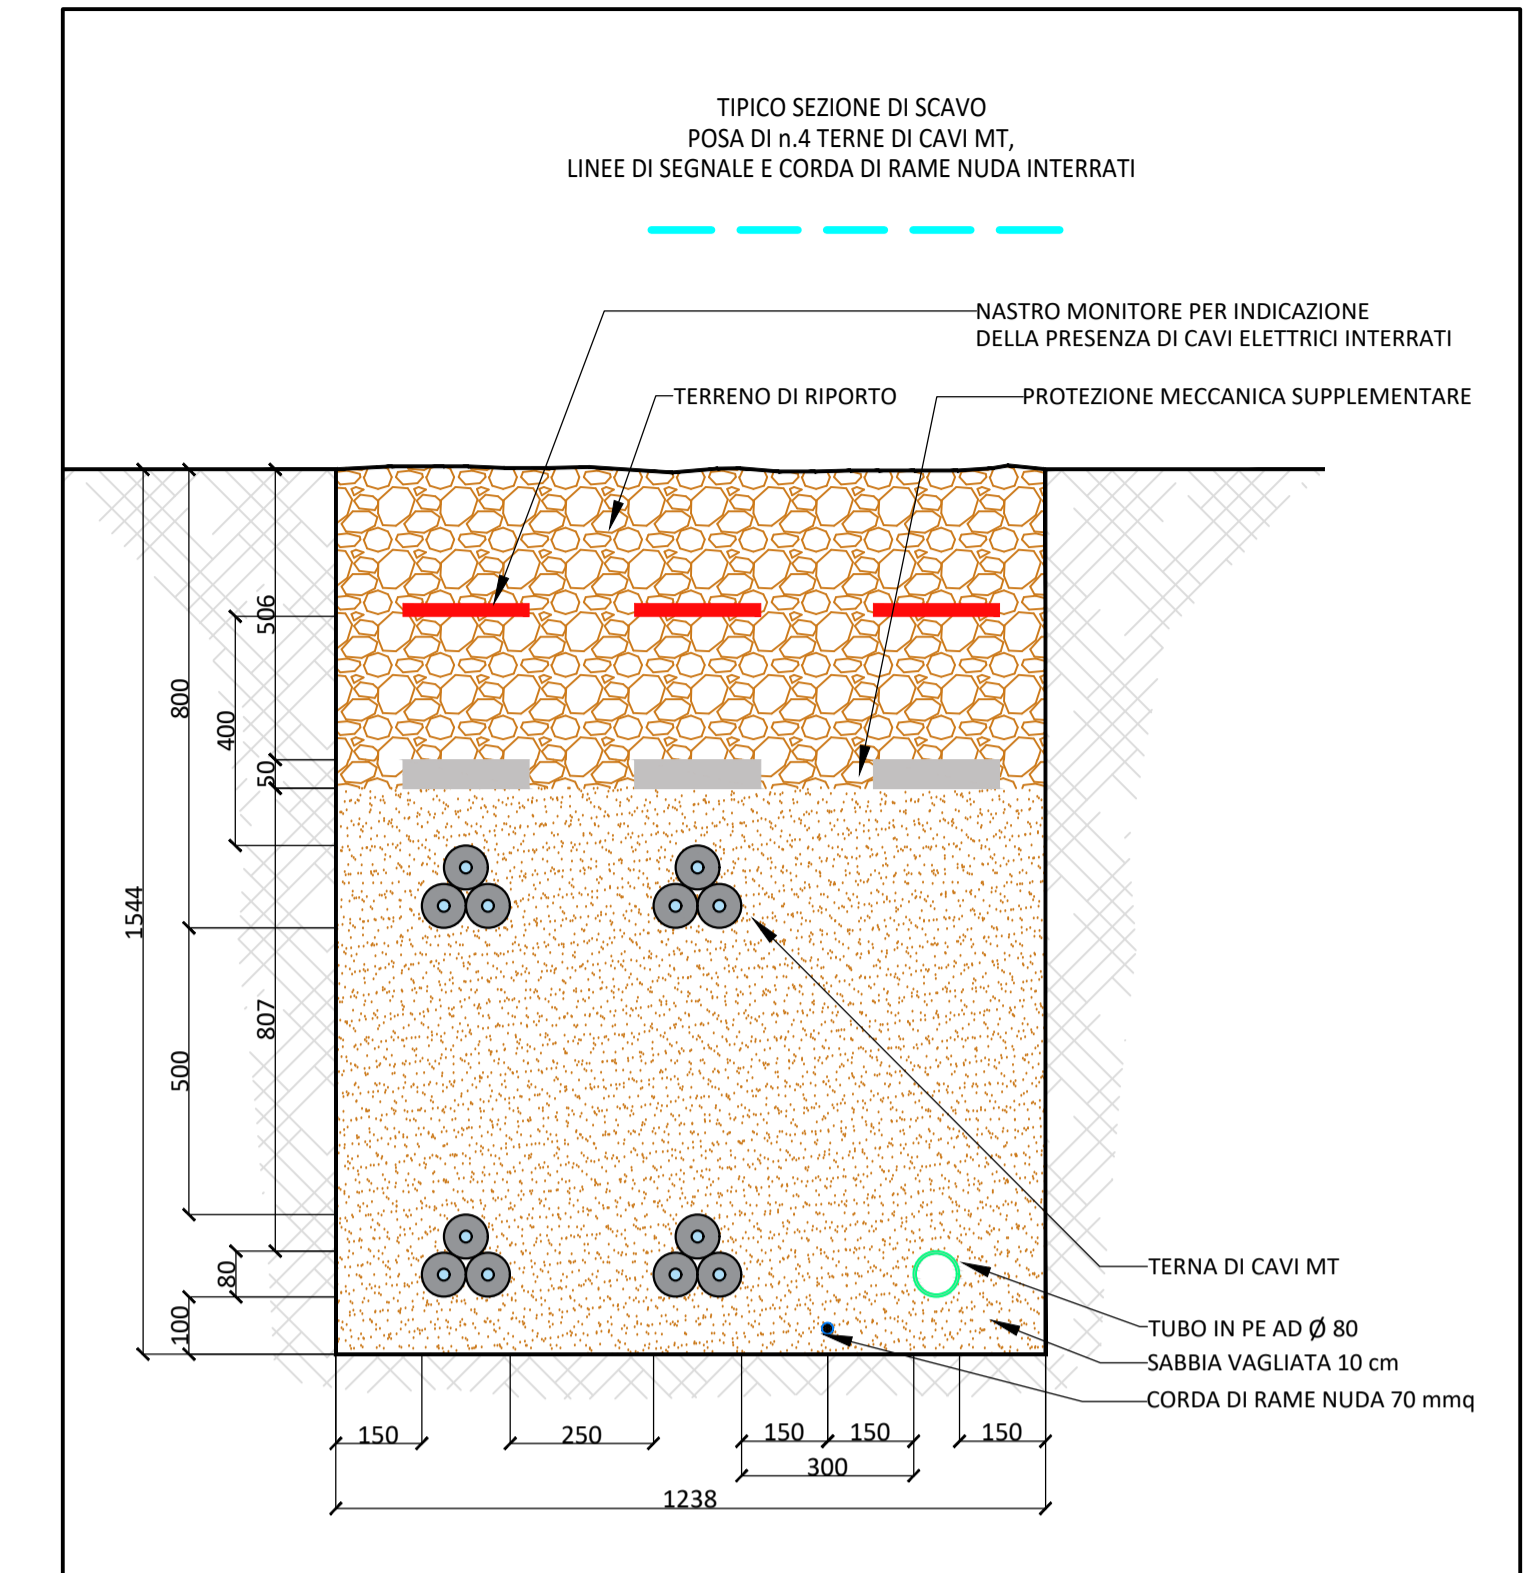 TIPICO SEZIONE DI SCAVO
POSA DI n.4 TERNE DI CAVI MT,
LINEE DI SEGNALE E CORDA DI RAME NUDA INTERRATI
NASTRO MONITORE PER INDICAZIONE
DELLA PRESENZA DI CAVI ELETTRICI INTERRATI
TERRENO DI RIPORTO
PROTEZIONE MECCANICA SUPPLEMENTARE
506
800
400
50
1544
807
500
80
100
TERNA DI CAVI MT
TUBO IN PE AD Ø 80
SABBIA VAGLIATA 10 cm
CORDA DI RAME NUDA 70 mmq
150
250
150
150
150
300
1238